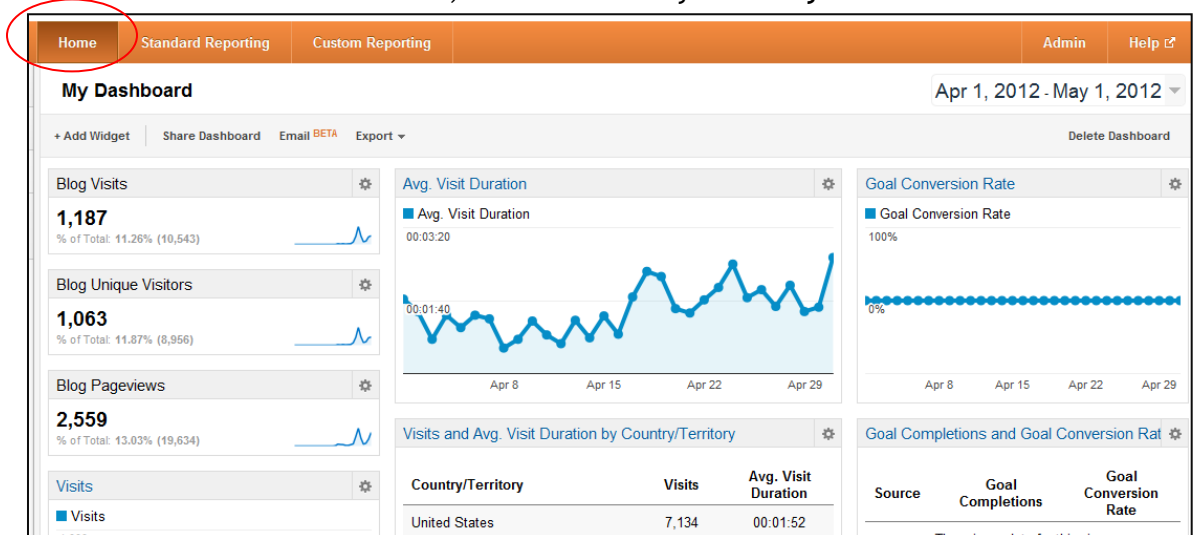 Home Standard Reporting Custom Reporting Admin Help
My Dashboard Apr 1, 2012 - May 1, 2012
+ Add Widget Share Dashboard Email BETA Export Delete Dashboard
Blog Visits
1,187
% of Total: 11.26% (10,543)
Blog Unique Visitors
1,063
% of Total: 11.87% (8,956)
Blog Pageviews
2,559
% of Total: 13.03% (19,634)
Visits
Visits
Avg. Visit Duration
Avg. Visit Duration
00:03:20
00:01:40
Apr 8 Apr 15 Apr 22 Apr 29
Visits and Avg. Visit Duration by Country/Territory
Country/Territory Visits Avg. Visit Duration
United States 7,134 00:01:52
Goal Conversion Rate
Goal Conversion Rate
100%
0%
Apr 8 Apr 15 Apr 22 Apr 29
Goal Completions and Goal Conversion Rat
Source Goal Completions Goal Conversion Rate